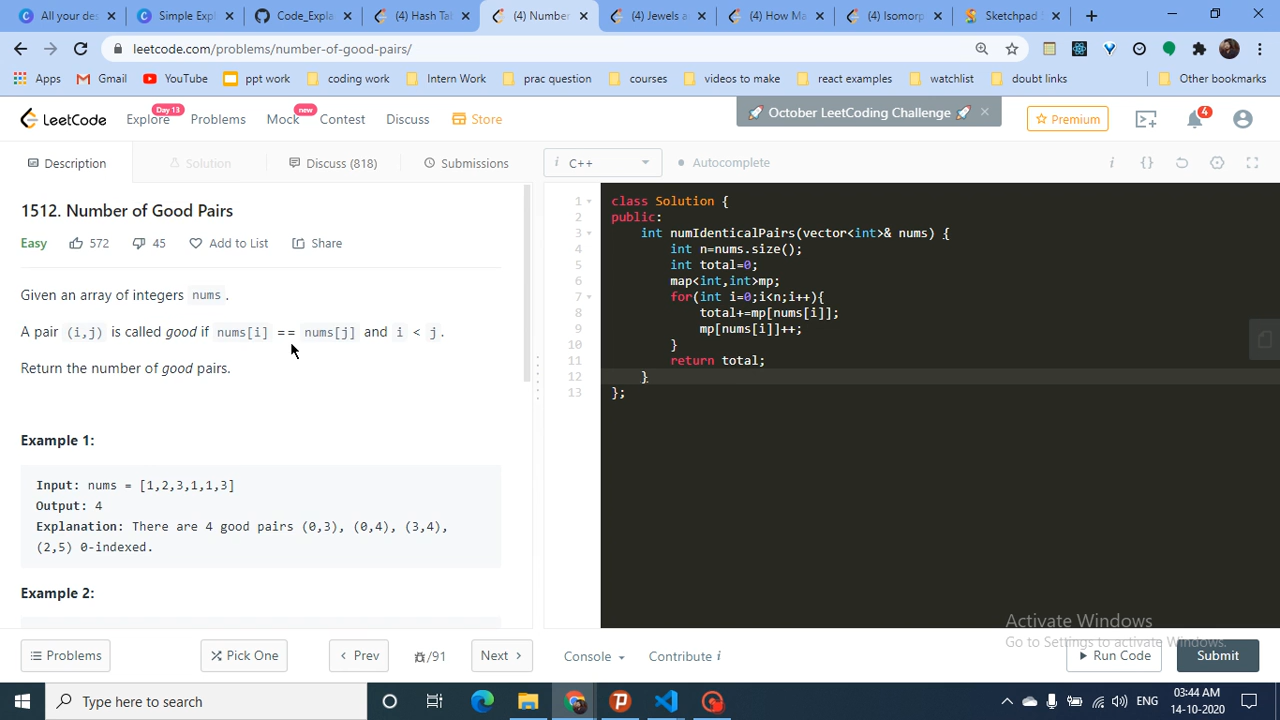 All your des
Simple Expl
Code_Expla
(4) Hash Tab
(4) Number
(4) Jewels an
(4) How Ma
(4) Isomorp
Sketchpad
leetcode.com/problems/number-of-good-pairs/
Apps
Gmail
YouTube
ppt work
coding work
Intern Work
prac question
courses
videos to make
react examples
watchlist
doubt links
Other bookmarks
LeetCode
Explore
Day 13
Problems
Mock
new
Contest
Discuss
Store
October LeetCoding Challenge
Premium
4
Description
Solution
Discuss (818)
Submissions
i C++
Autocomplete
i {}
1512. Number of Good Pairs
Easy 572 45 Add to List Share
Given an array of integers nums .
A pair (i,j) is called good if nums[i] == nums[j] and i < j.
Return the number of good pairs.
Example 1:
Input: nums = [1,2,3,1,1,3]
Output: 4
Explanation: There are 4 good pairs (0,3), (0,4), (3,4),
(2,5) 0-indexed.
Example 2:
1 class Solution {
2 public:
3 int numIdenticalPairs(vector<int>& nums) {
4 int n=nums.size();
5 int total=0;
6 map<int,int>mp;
7 for(int i=0;i<n;i++){
8 total+=mp[nums[i]];
9 mp[nums[i]]++;
10 }
11 return total;
12 }
13 };
Activate Windows
Go to Settings to activate Windows.
Problems
Pick One
Prev
/91
Next
Console
Contribute i
Run Code
Submit
Type here to search
ENG
03:44 AM
14-10-2020